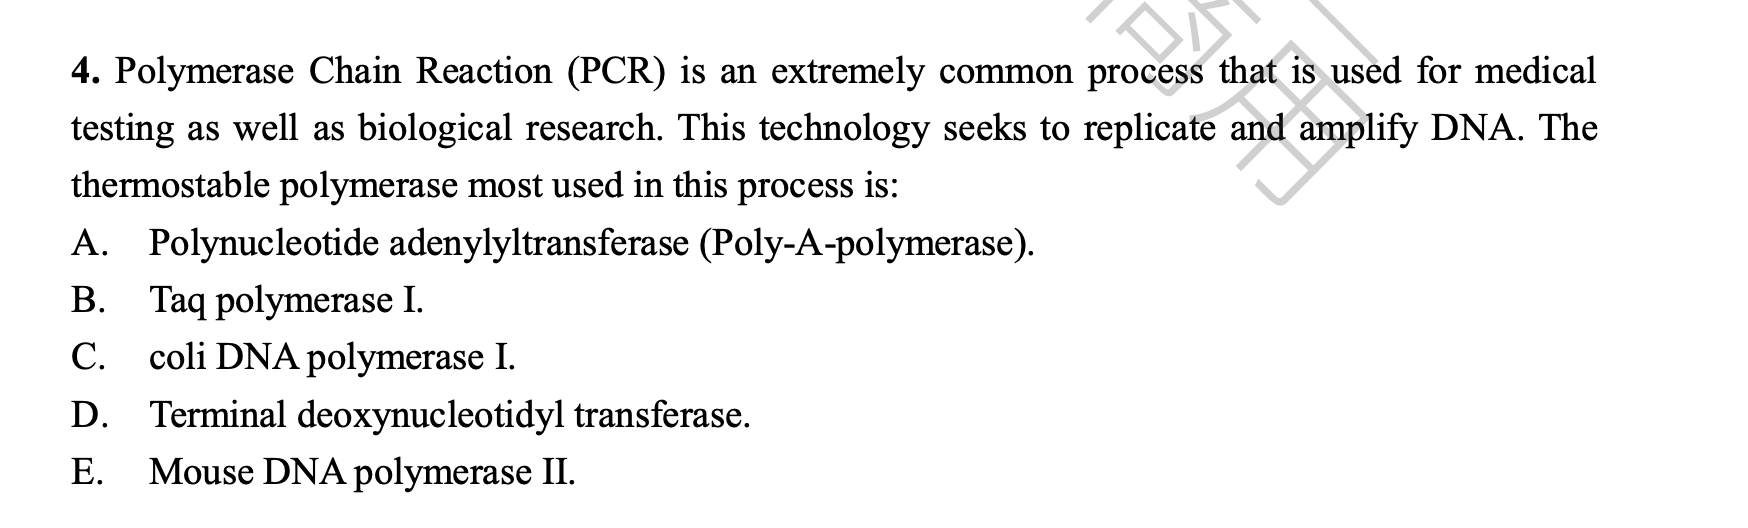 商用
4. Polymerase Chain Reaction (PCR) is an extremely common process that is used for medical
testing as well as biological research. This technology seeks to replicate and amplify DNA. The
thermostable polymerase most used in this process is:
A. Polynucleotide adenylyltransferase (Poly-A-polymerase).
B. Taq polymerase I.
C. coli DNA polymerase I.
D. Terminal deoxynucleotidyl transferase.
E. Mouse DNA polymerase II.